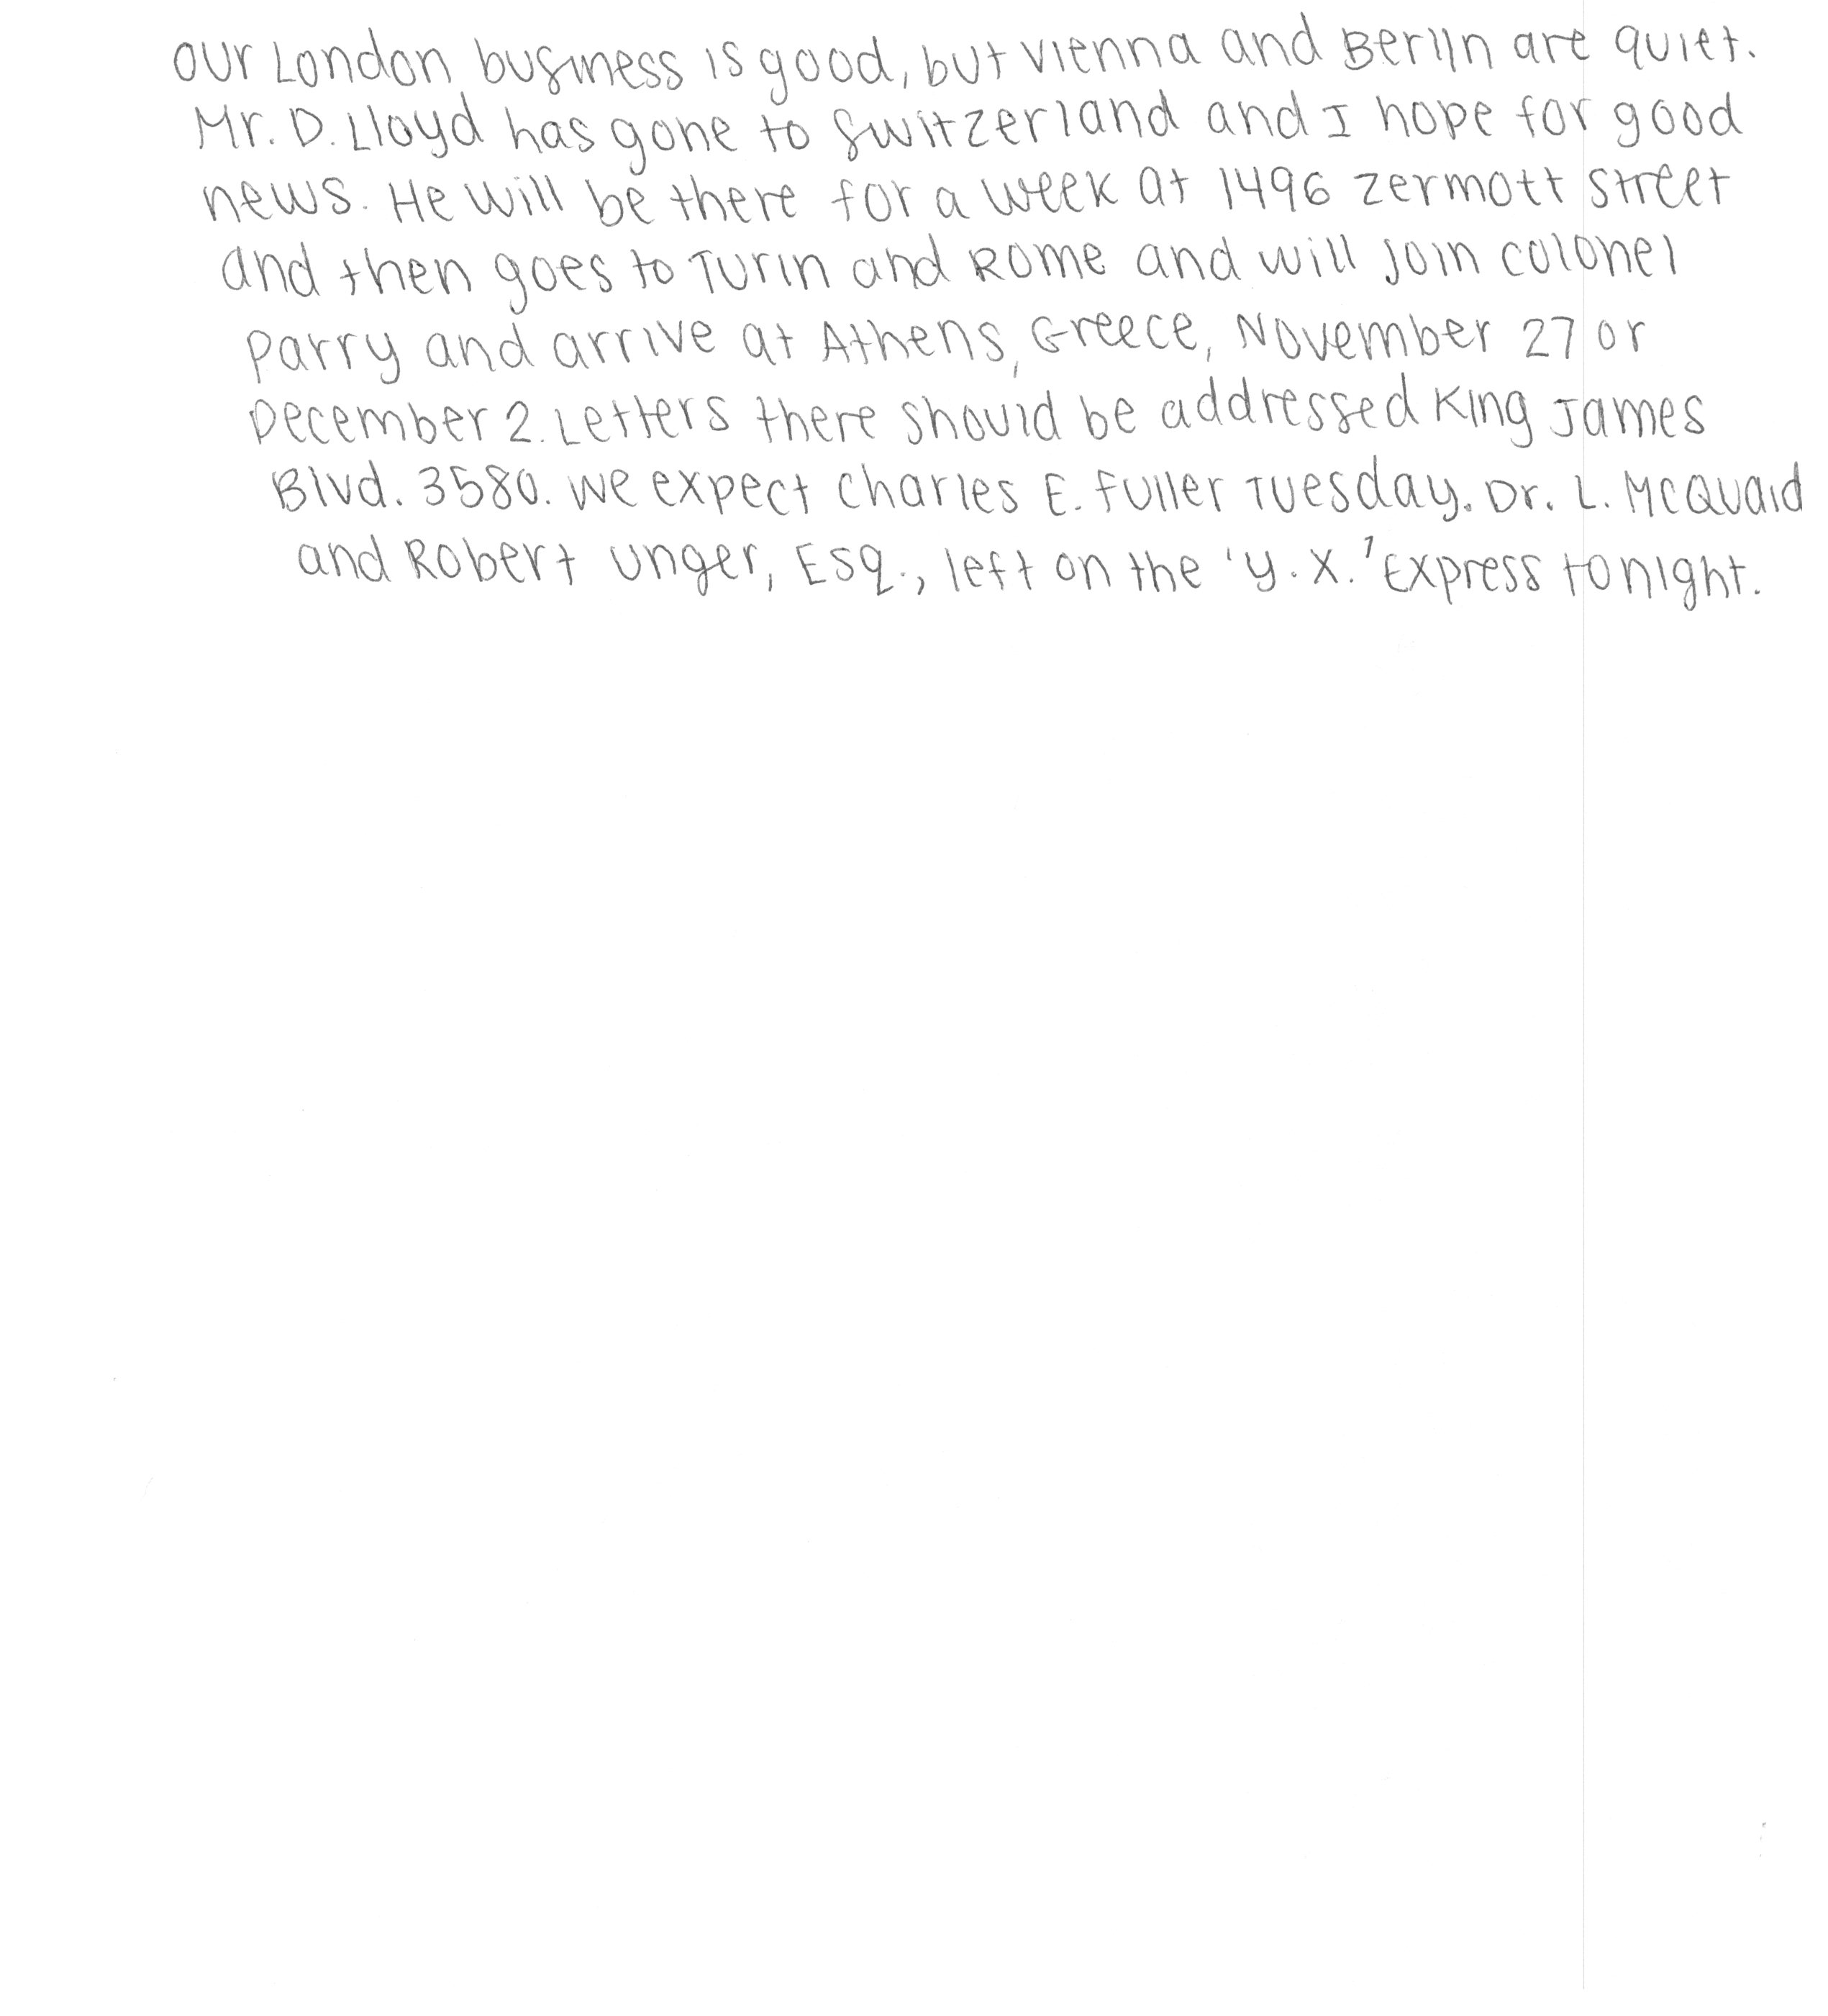 Our London business is good, but Vienna and Berlin are quiet.
Mr. D. Lloyd has gone to Switzerland and I hope for good
news. He will be there for a week at 1496 Zermott Street
and then goes to Turin and Rome and will join Colonel
Parry and arrive at Athens, Greece, November 27 or
December 2. Letters there should be addressed King James
Blvd. 3580. We expect Charles E. Fuller Tuesday. Dr. L. McQuaid
and Robert Unger, Esq., left on the 'Y. X.' Express tonight.